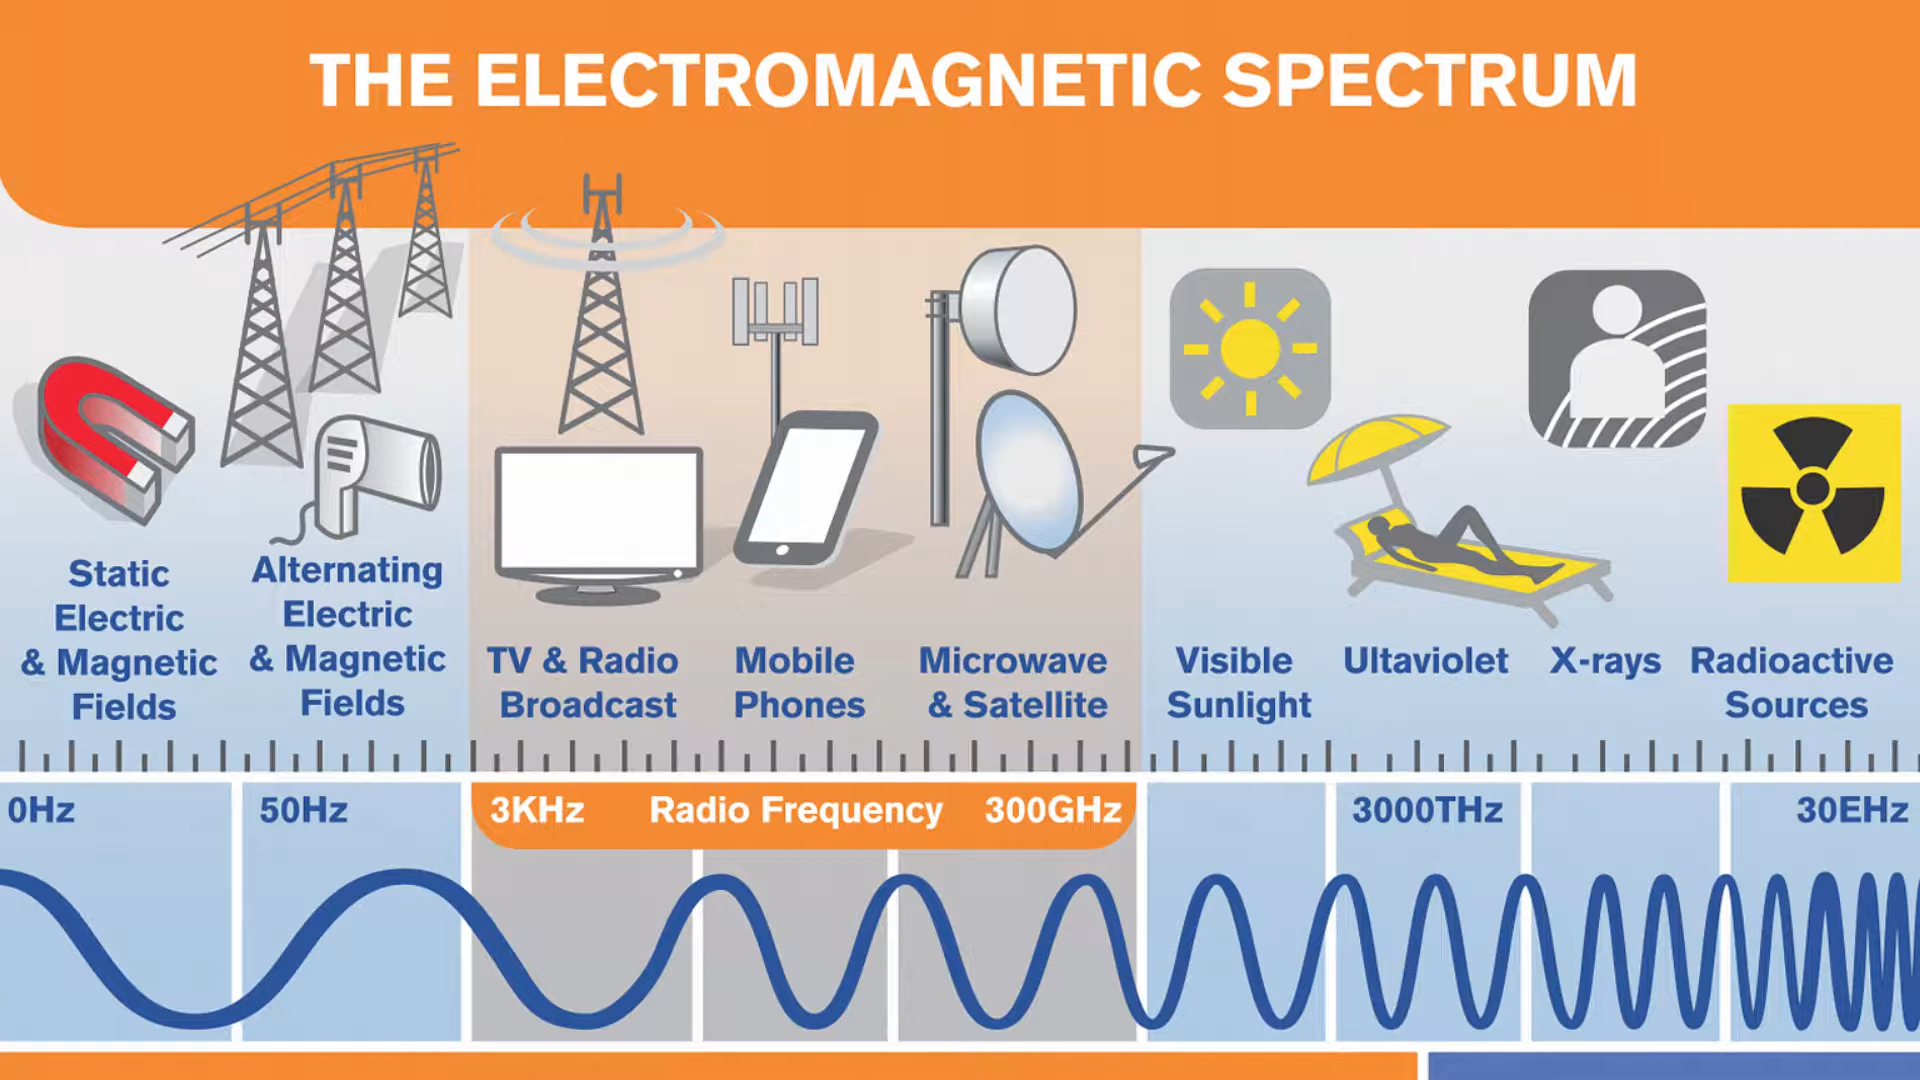 THE ELECTROMAGNETIC SPECTRUM
Static
Electric
& Magnetic
Fields
Alternating
Electric
& Magnetic
Fields
TV & Radio
Broadcast
Mobile
Phones
Microwave
& Satellite
Visible
Sunlight
Ultaviolet
X-rays
Radioactive
Sources
0Hz
50Hz
3KHz
Radio Frequency
300GHz
3000THz
30EHz